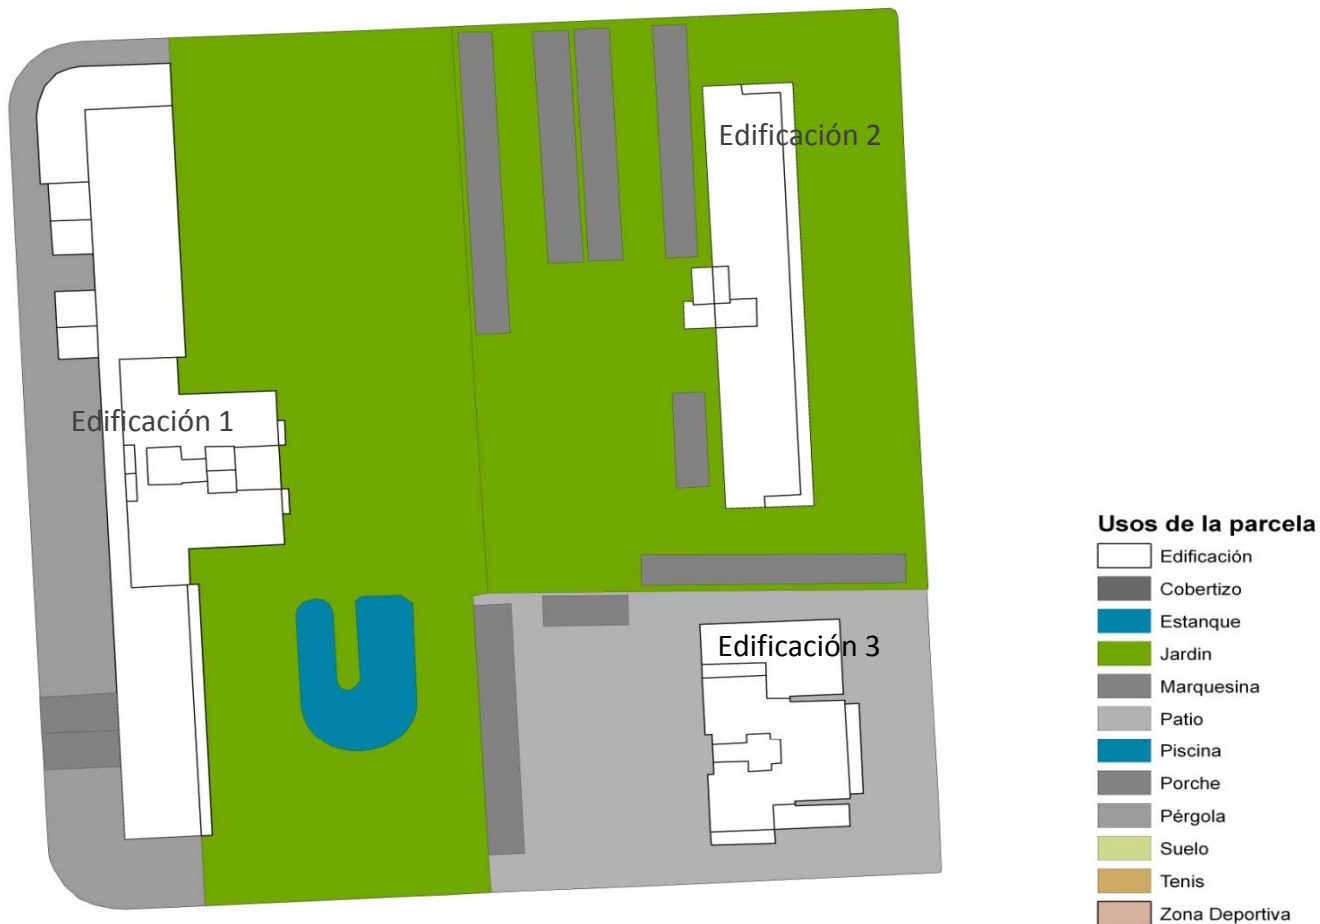 Edificación 2
Edificación 1
Edificación 3
Usos de la parcela
Edificación
Cobertizo
Estanque
Jardin
Marquesina
Patio
Piscina
Porche
Pérgola
Suelo
Tenis
Zona Deportiva